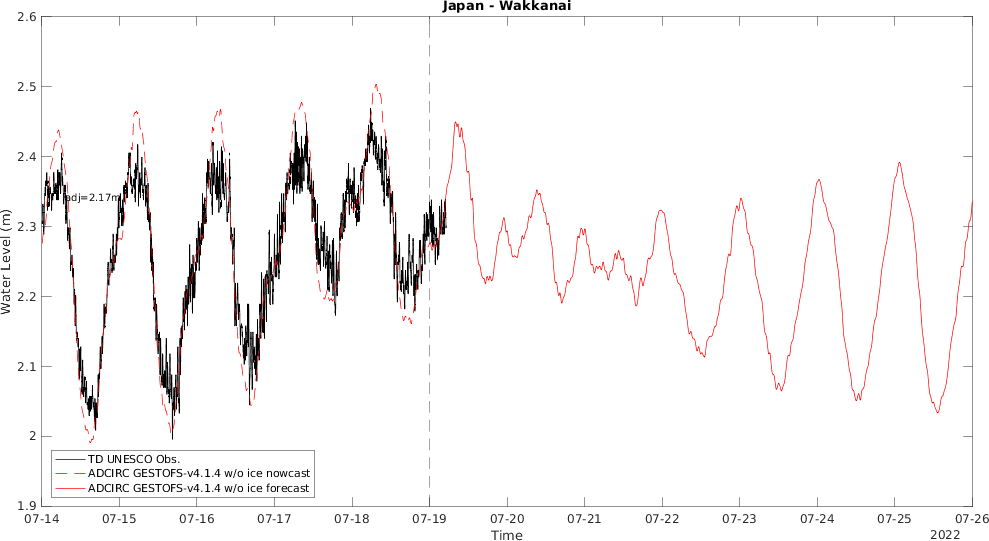 Japan - Wakkanai
2.6
2.5
2.4
2.3
2.2
2.1
2
1.9
Water Level (m)
adj=2.17m
TD UNESCO Obs.
ADCIRC GESTOFS-v4.1.4 w/o ice nowcast
ADCIRC GESTOFS-v4.1.4 w/o ice forecast
07-14 07-15 07-16 07-17 07-18 07-19 07-20 07-21 07-22 07-23 07-24 07-25 07-26
Time
2022